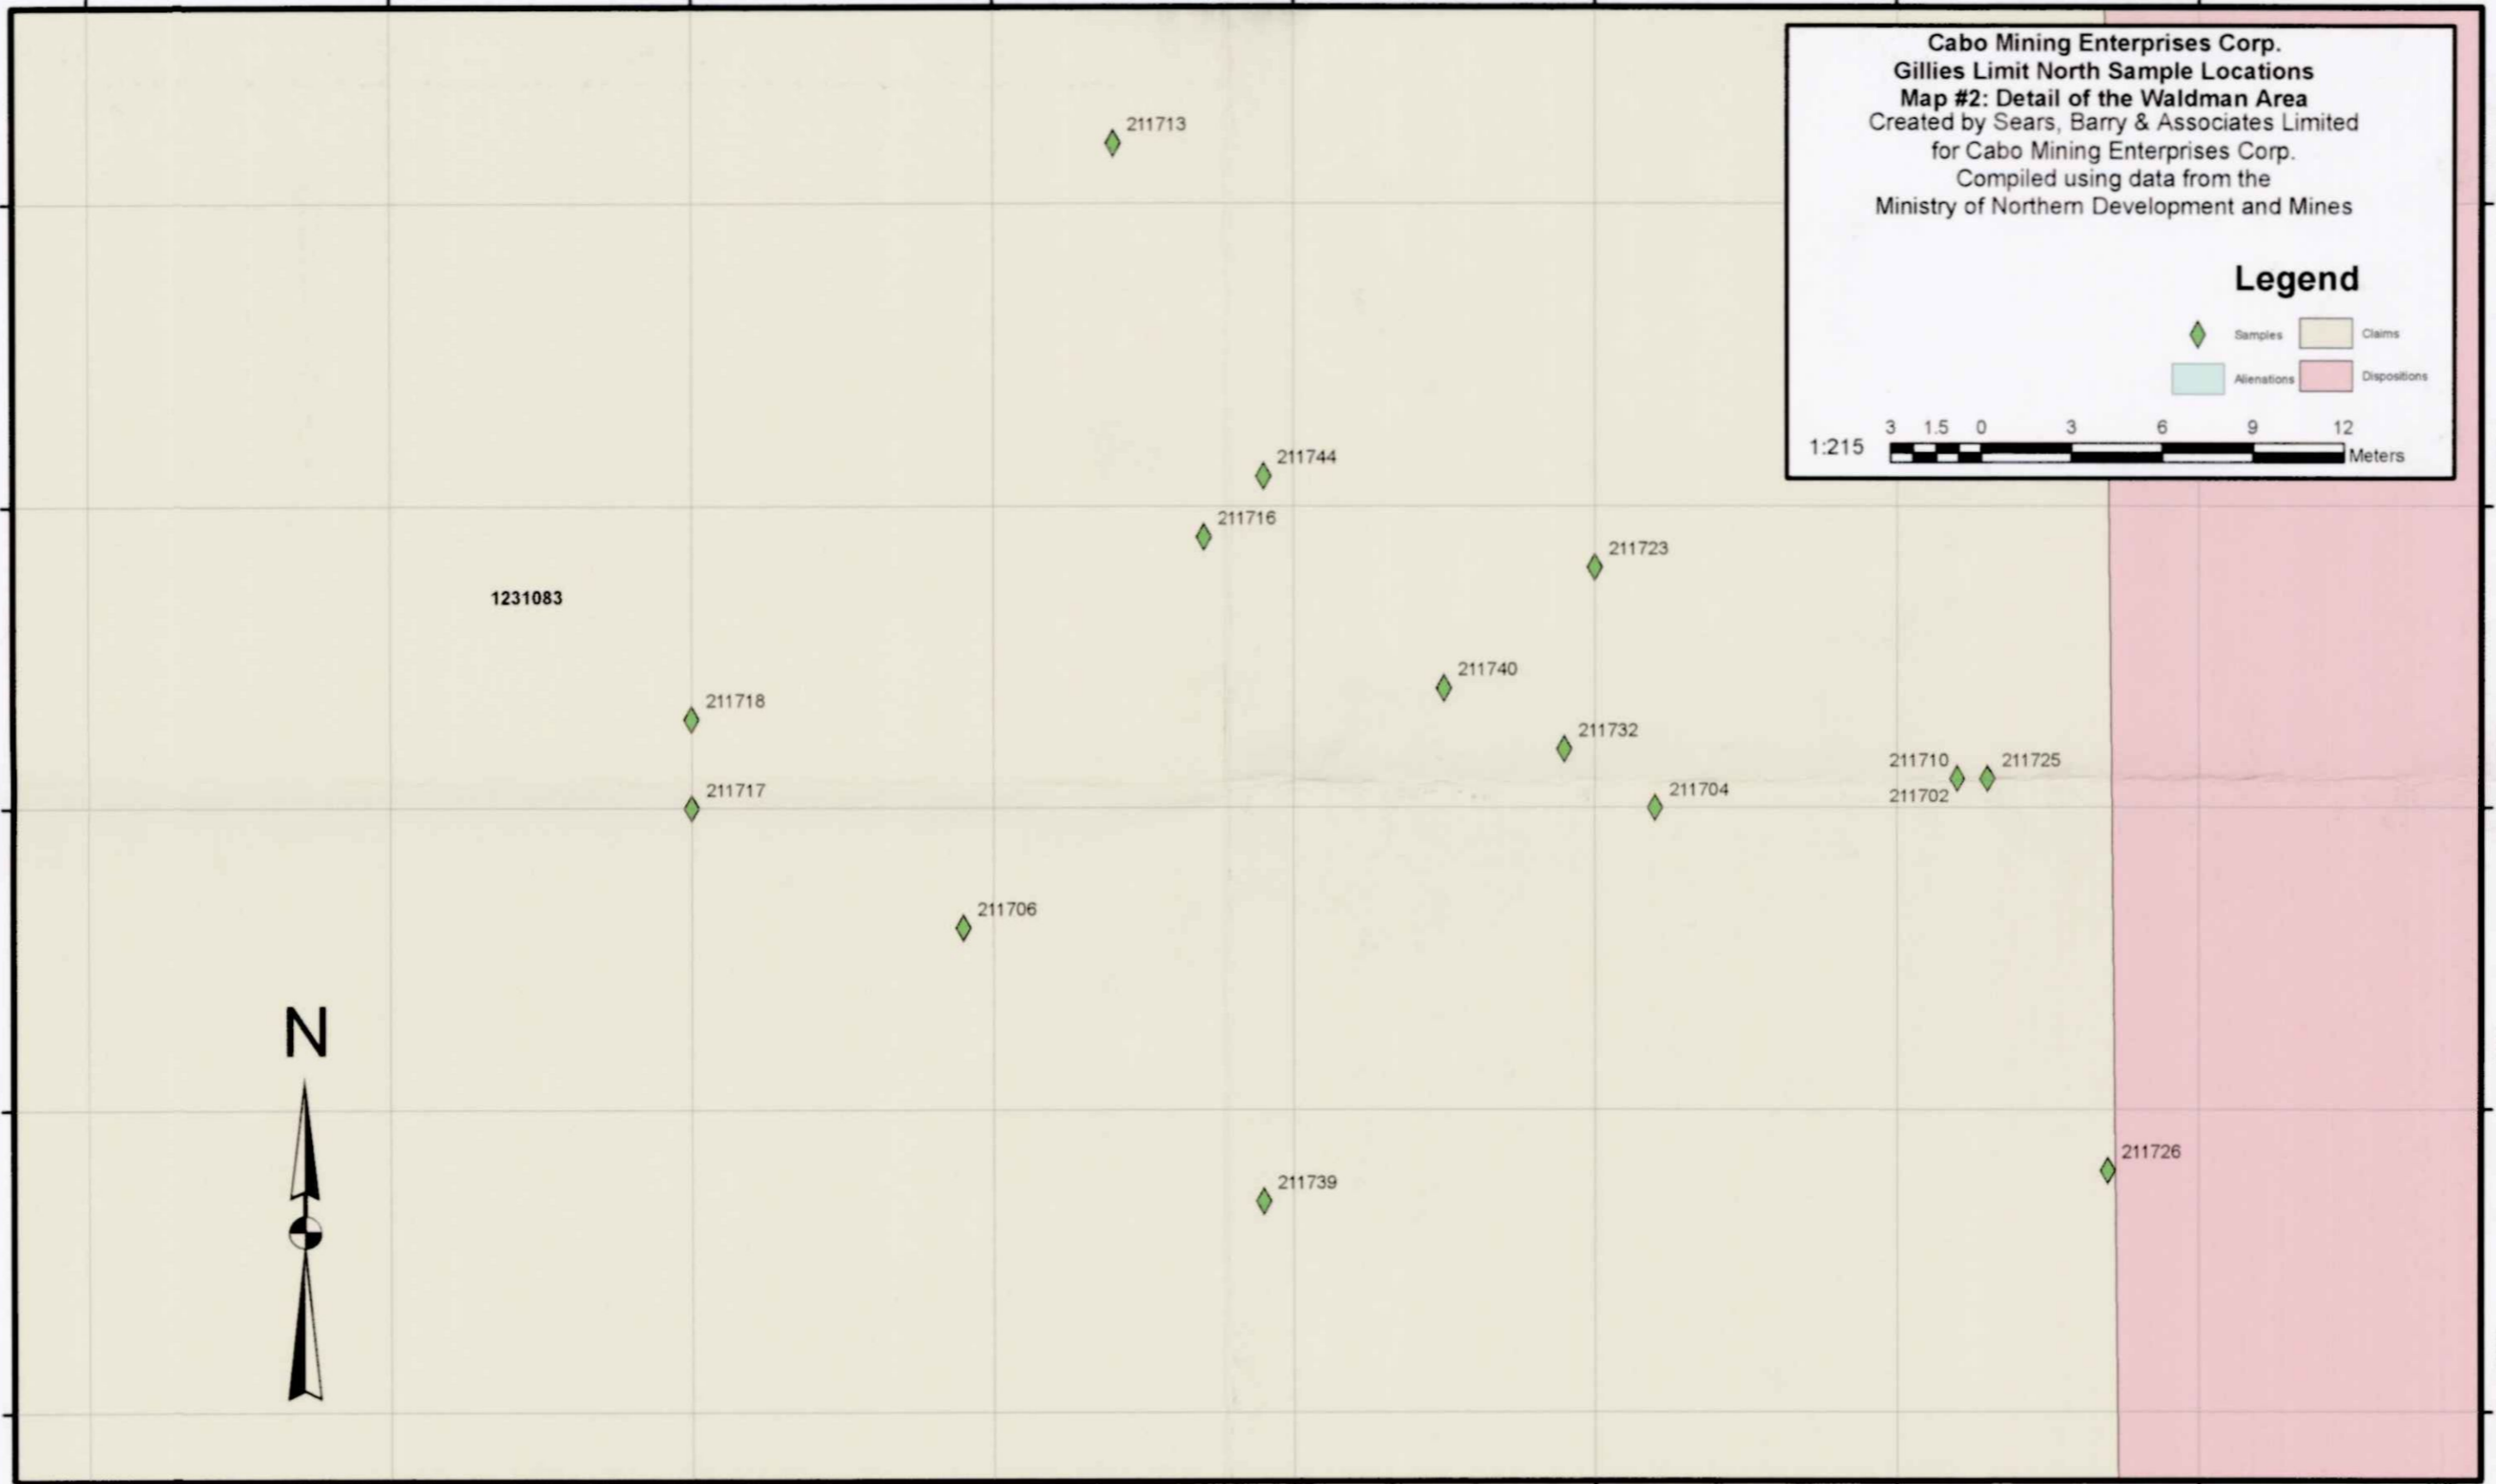 Cabo Mining Enterprises Corp.
Gillies Limit North Sample Locations
Map #2: Detail of the Waldman Area
Created by Sears, Barry & Associates Limited
for Cabo Mining Enterprises Corp.
Compiled using data from the
Ministry of Northern Development and Mines
Legend
Samples
Claims
Alienations
Dispositions
3 1.5 0 3 6 9 12
1:215
Meters
211713
211744
211716
211723
1231083
211740
211718
211732
211710
211725
211717
211704
211702
211706
N
211726
211739